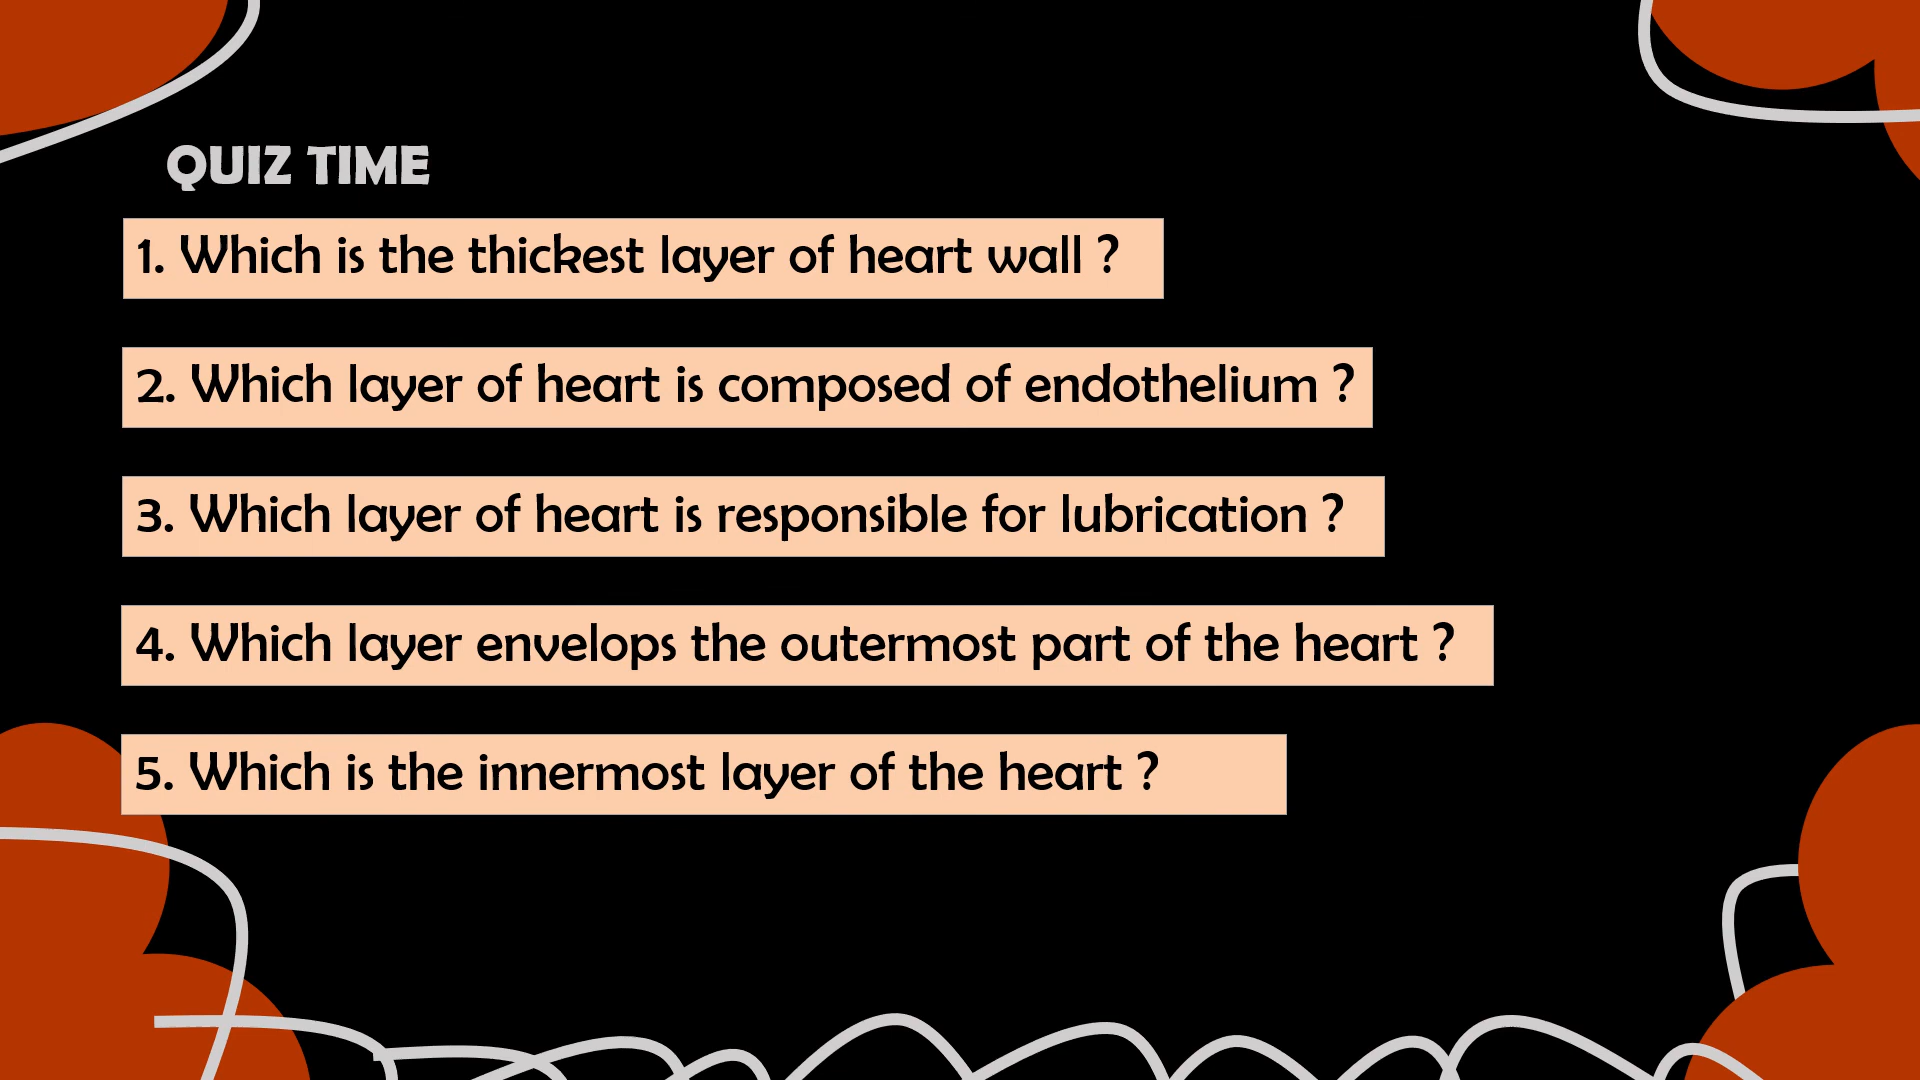 QUIZ TIME
1. Which is the thickest layer of heart wall ?
2. Which layer of heart is composed of endothelium ?
3. Which layer of heart is responsible for lubrication ?
4. Which layer envelops the outermost part of the heart ?
5. Which is the innermost layer of the heart ?